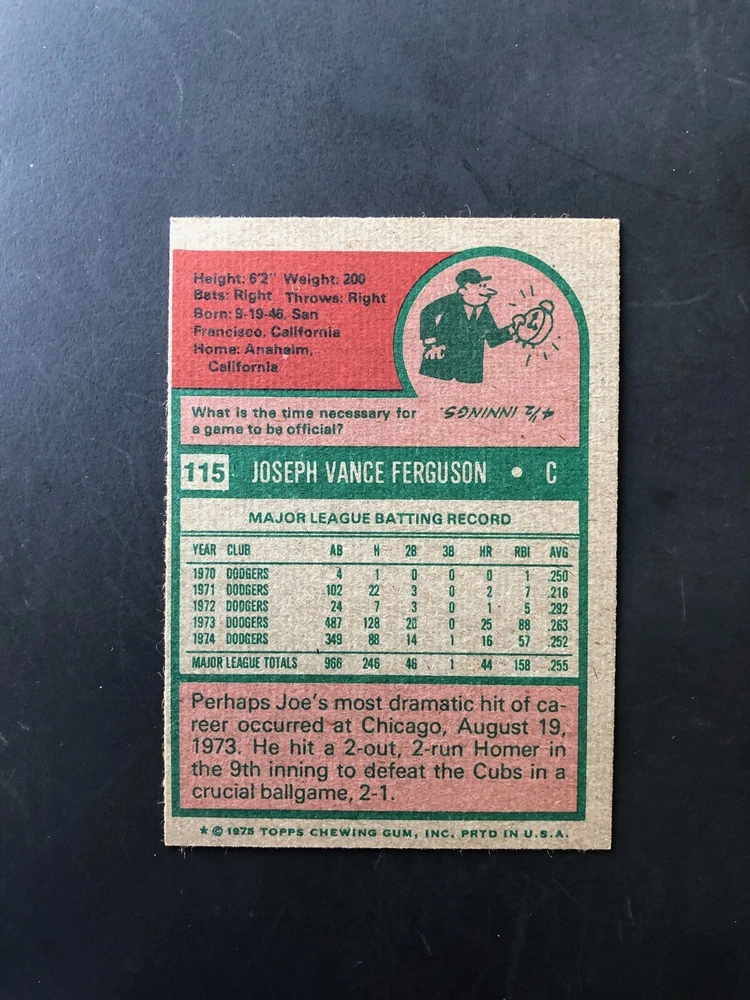 Height: 6'2" Weight: 200
Bats: Right Throws: Right
Born: 9-19-46, San
Francisco, California
Home: Anaheim,
California
What is the time necessary for
a game to be official?
4½ INNINGS.
115 JOSEPH VANCE FERGUSON • C
MAJOR LEAGUE BATTING RECORD
YEAR CLUB AB H 2B 3B HR RBI AVG
1970 DODGERS 4 1 0 0 0 1 .250
1971 DODGERS 102 22 3 0 2 7 .216
1972 DODGERS 24 7 3 0 1 5 .292
1973 DODGERS 487 128 26 0 25 88 .263
1974 DODGERS 349 88 14 1 16 57 .252
MAJOR LEAGUE TOTALS 966 246 46 1 44 158 .255
Perhaps Joe's most dramatic hit of ca-
reer occurred at Chicago, August 19,
1973. He hit a 2-out, 2-run Homer in
the 9th inning to defeat the Cubs in a
crucial ballgame, 2-1.
★ © 1975 TOPPS CHEWING GUM, INC. PRTD IN U.S.A.